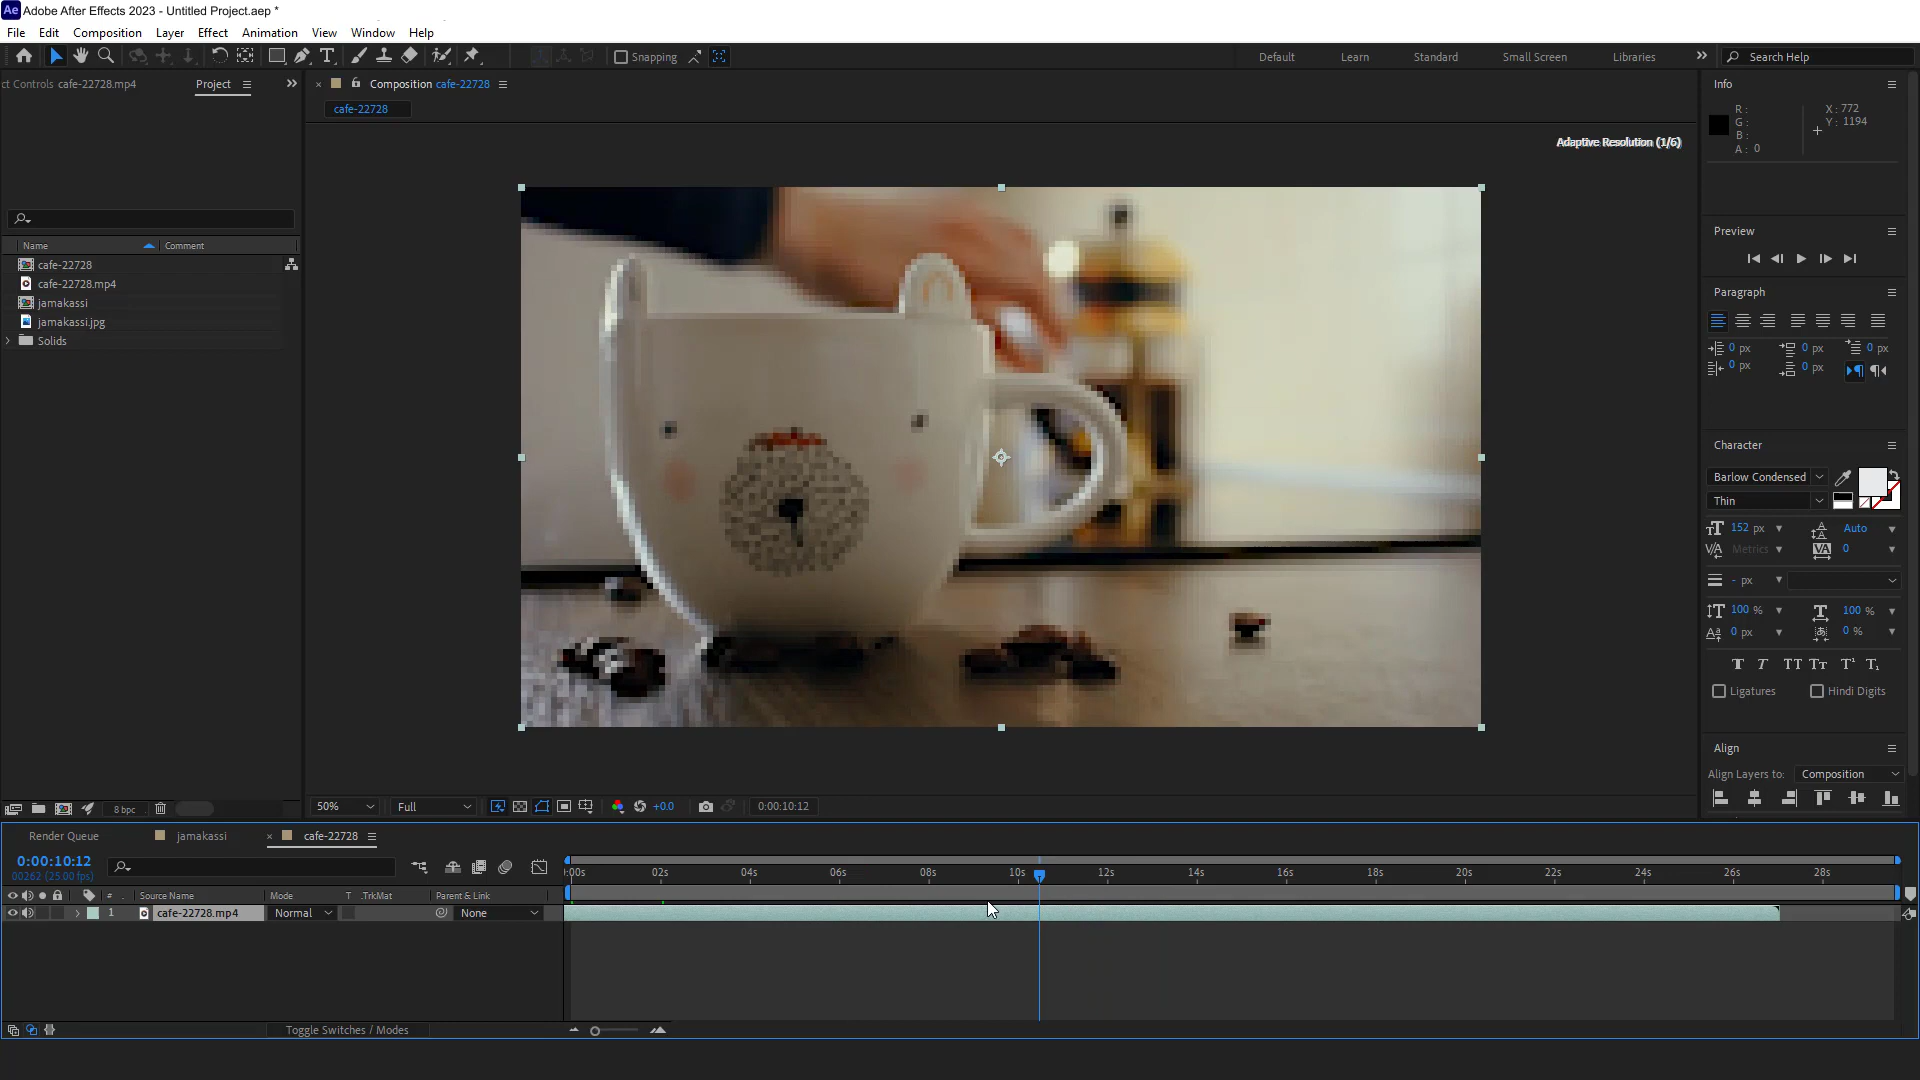 Ae Adobe After Effects 2023 - Untitled Project.aep *
File Edit Composition Layer Effect Animation View Window Help
Snapping Default Learn Standard Small Screen Libraries Search Help
ct Controls cafe-22728.mp4 Project
Composition cafe-22728
cafe-22728
Adaptive Resolution (1/6)
Name Comment
cafe-22728
cafe-22728.mp4
jamakassi
jamakassi.jpg
Solids
8 bpc
50% Full +0.0 0:00:10:12
Info
R : X : 772
G : Y : 1194
B :
A : 0
Preview
Paragraph
0 px 0 px 0 px
0 px 0 px
Character
Barlow Condensed
Thin
152 px Auto
Metrics 0
- px
100 % 100 %
0 px 0 %
T T TT Tt T¹ T₁
Ligatures Hindi Digits
Align
Align Layers to: Composition
Render Queue jamakassi cafe-22728
0:00:10:12
00262 (25.00 fps)
:00s 02s 04s 06s 08s 10s 12s 14s 16s 18s 20s 22s 24s 26s 28s
# Source Name Mode T .TrkMat Parent & Link
1 cafe-22728.mp4 Normal None
Toggle Switches / Modes